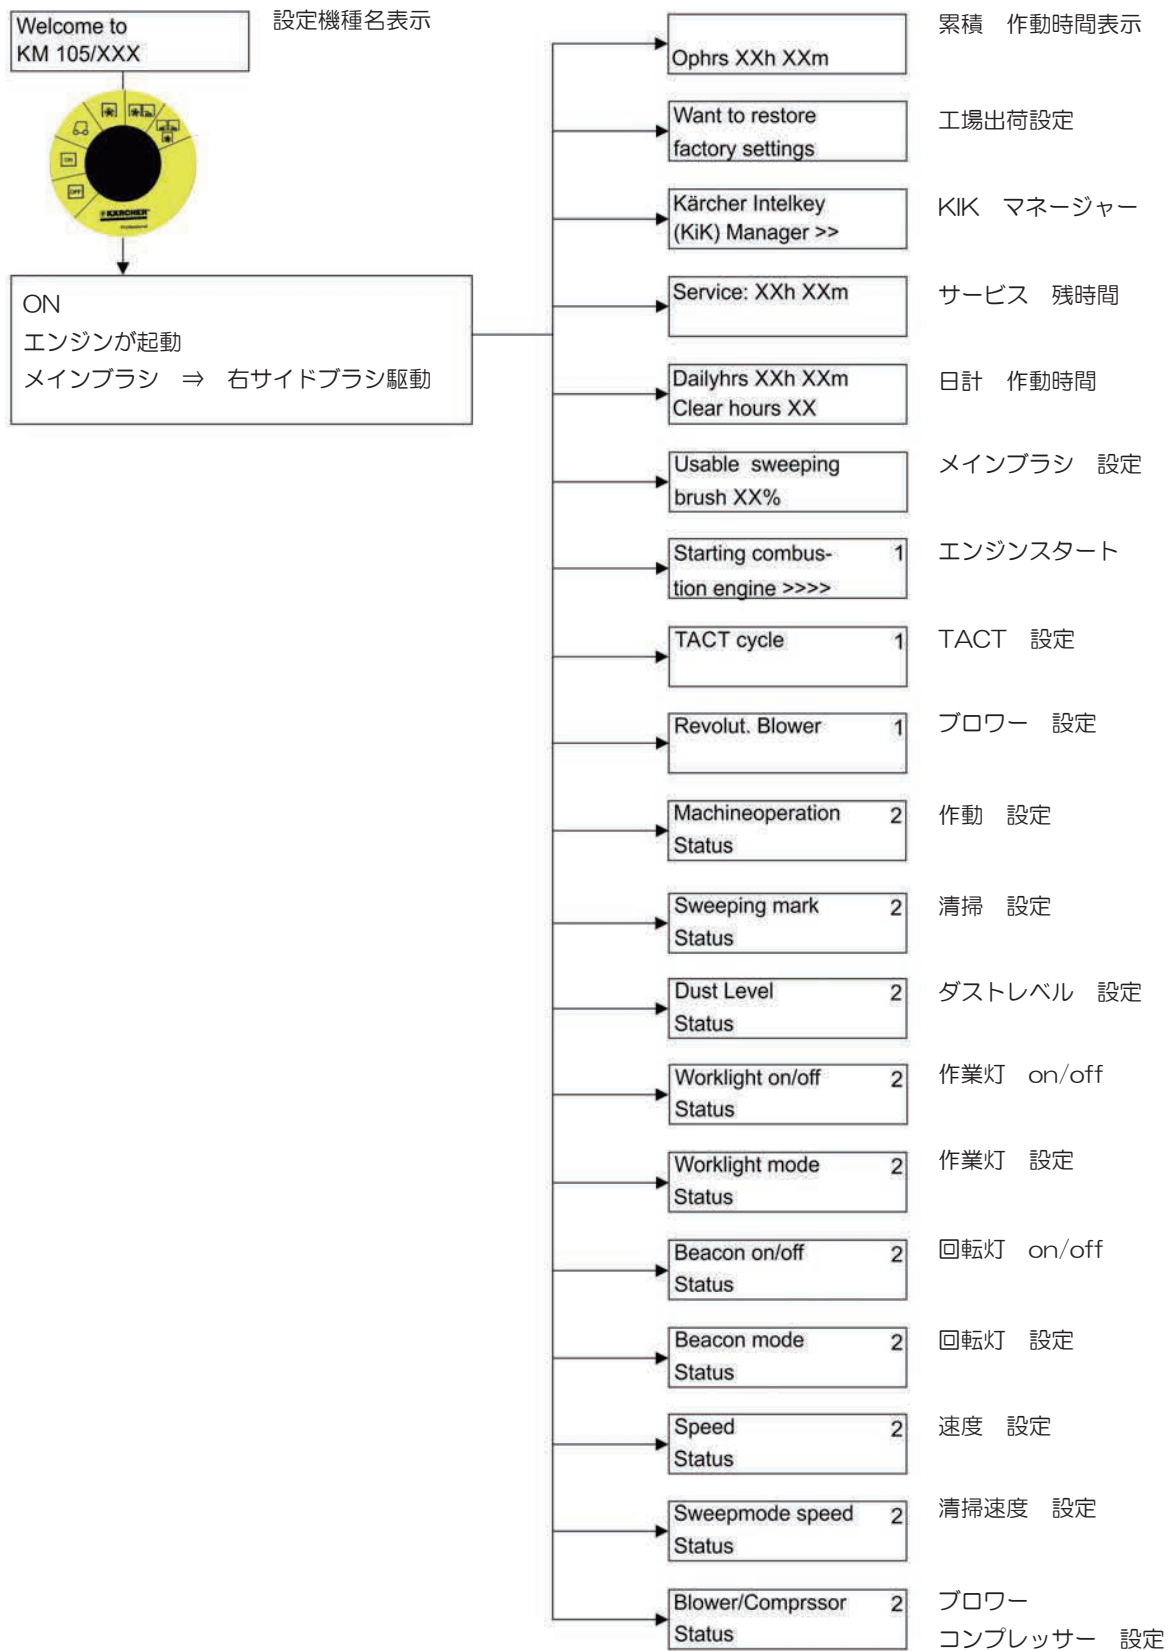 Welcome to
KM 105/XXX
設定機種名表示
ON
OFF
KÄRCHER
Professional
ON
エンジンが起動
メインブラシ ⇒ 右サイドブラシ駆動
Ophrs XXh XXm
累積 作動時間表示
Want to restore
factory settings
工場出荷設定
Kärcher Intelkey
(KiK) Manager >>
KIK マネージャー
Service: XXh XXm
サービス 残時間
Dailyhrs XXh XXm
Clear hours XX
日計 作動時間
Usable sweeping
brush XX%
メインブラシ 設定
Starting combus- 1
tion engine >>>>
エンジンスタート
TACT cycle 1
TACT 設定
Revolut. Blower 1
ブロワー 設定
Machineoperation 2
Status
作動 設定
Sweeping mark 2
Status
清掃 設定
Dust Level 2
Status
ダストレベル 設定
Worklight on/off 2
Status
作業灯 on/off
Worklight mode 2
Status
作業灯 設定
Beacon on/off 2
Status
回転灯 on/off
Beacon mode 2
Status
回転灯 設定
Speed 2
Status
速度 設定
Sweepmode speed 2
Status
清掃速度 設定
Blower/Comprssor 2
Status
ブロワー
コンプレッサー 設定